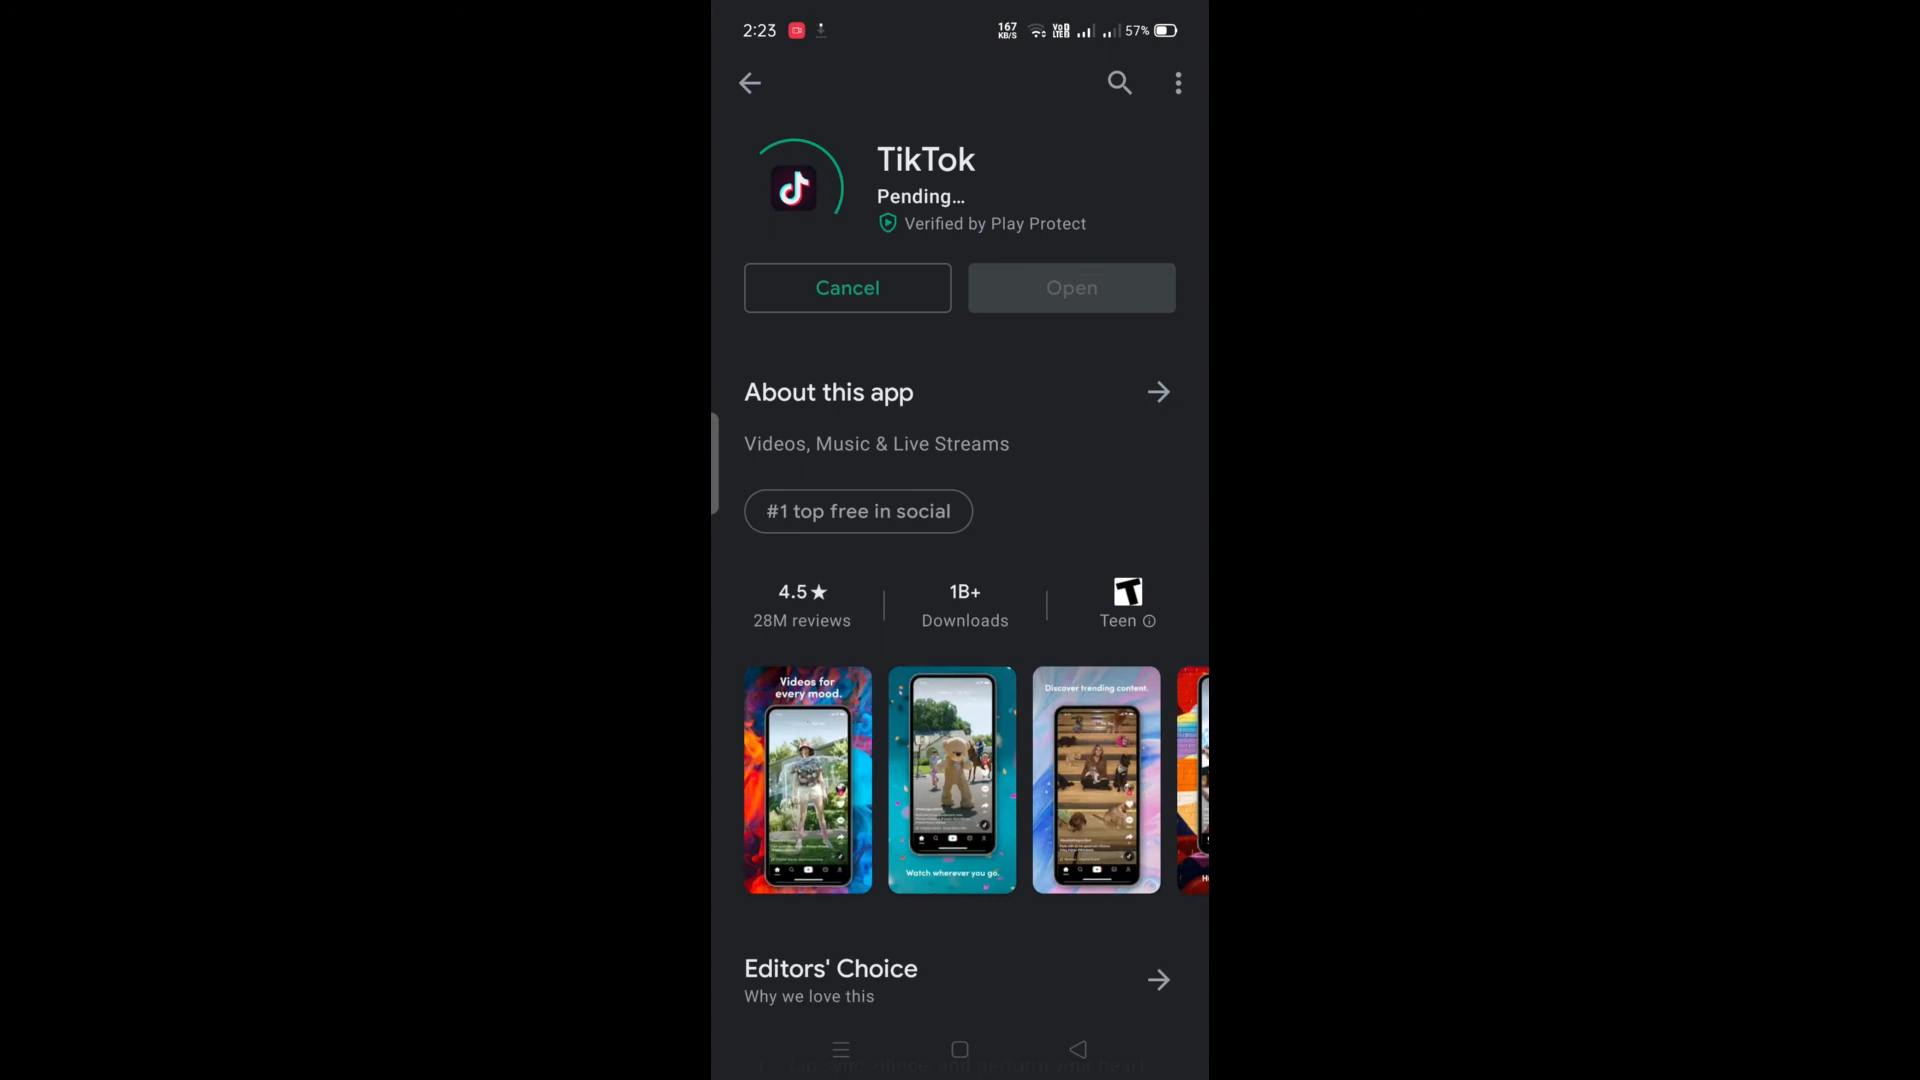 2:23
167
KB/S
57%
TikTok
Pending...
Verified by Play Protect
Cancel
Open
About this app
Videos, Music & Live Streams
#1 top free in social
4.5★
28M reviews
1B+
Downloads
T
Teen
Videos for
every mood.
Watch wherever you go.
Discover trending content.
Editors' Choice
Why we love this